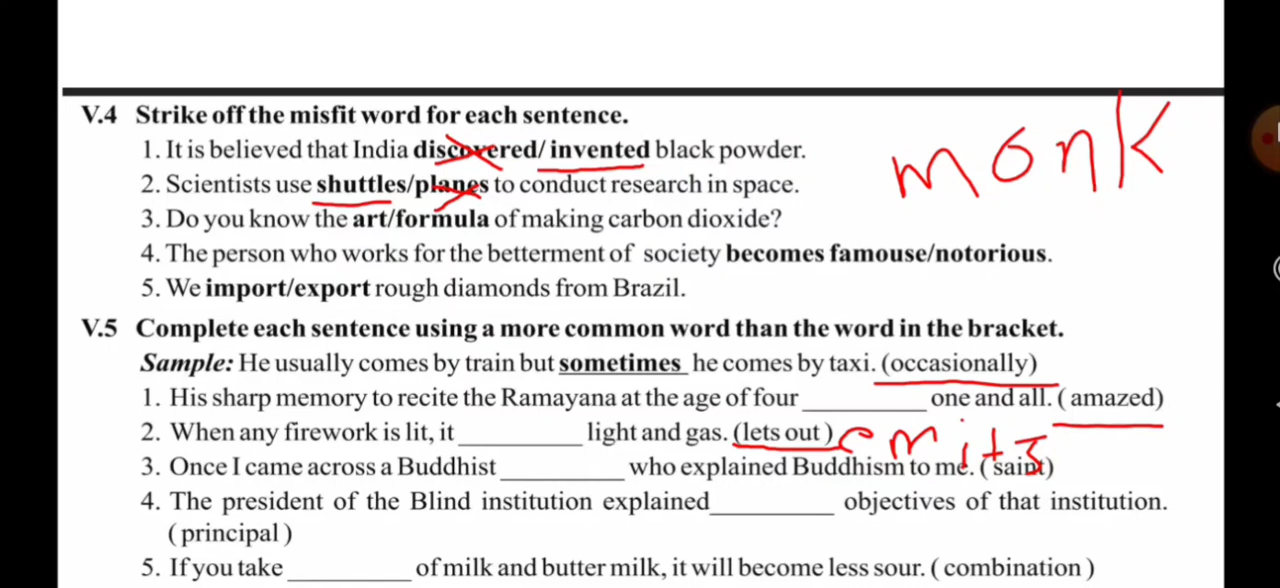 V.4 Strike off the misfit word for each sentence.
1. It is believed that India discovered/ invented black powder.
monk
2. Scientists use shuttles/planes to conduct research in space.
3. Do you know the art/formula of making carbon dioxide?
4. The person who works for the betterment of society becomes famouse/notorious.
5. We import/export rough diamonds from Brazil.
V.5 Complete each sentence using a more common word than the word in the bracket.
Sample: He usually comes by train but sometimes he comes by taxi. (occasionally)
1. His sharp memory to recite the Ramayana at the age of four __________ one and all. ( amazed)
2. When any firework is lit, it __________ light and gas. (lets out ) emits
3. Once I came across a Buddhist __________ who explained Buddhism to me. ( saint)
4. The president of the Blind institution explained__________ objectives of that institution.
( principal )
5. If you take __________ of milk and butter milk, it will become less sour. ( combination )